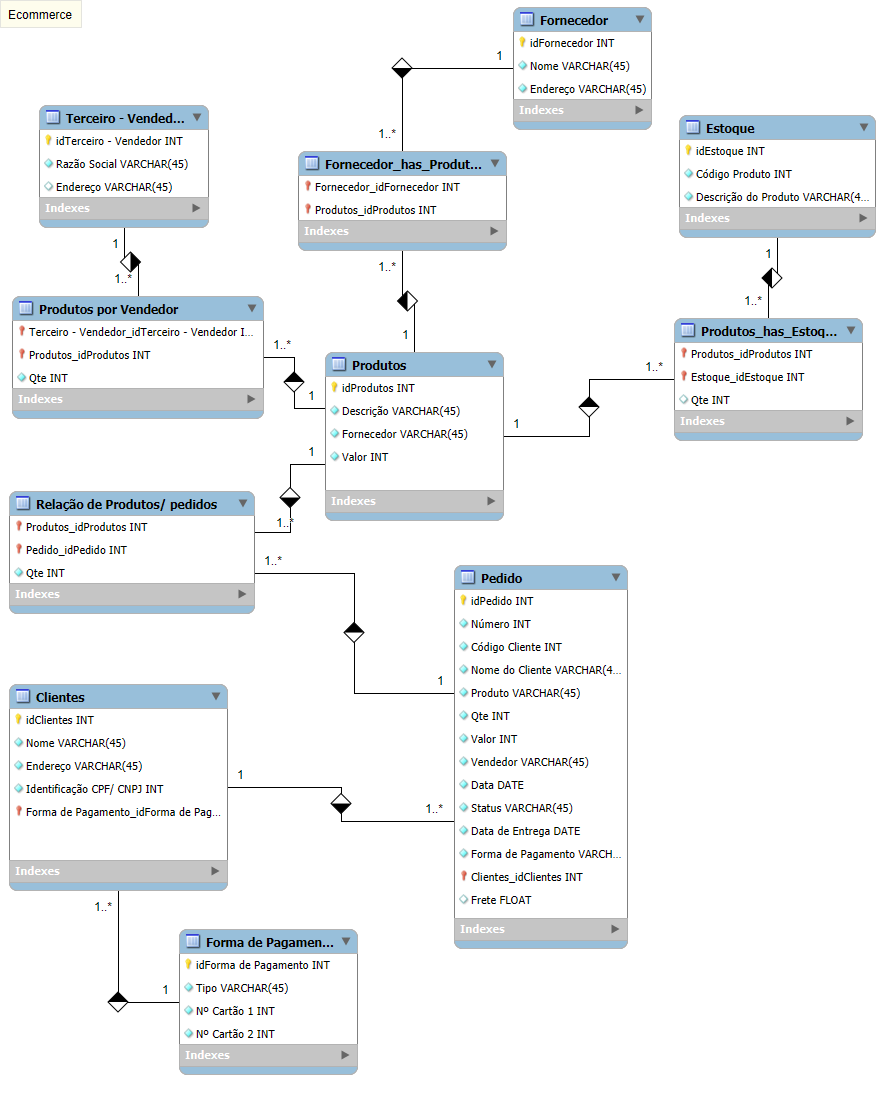 Ecommerce
Fornecedor
idFornecedor INT
Nome VARCHAR(45)
Endereço VARCHAR(45)
Indexes
1
1..*
Terceiro - Vended...
idTerceiro - Vendedor INT
Razão Social VARCHAR(45)
Endereço VARCHAR(45)
Indexes
1
1..*
Estoque
idEstoque INT
Código Produto INT
Descrição do Produto VARCHAR(4...
Indexes
1
1..*
Fornecedor_has_Produt...
Fornecedor_idFornecedor INT
Produtos_idProdutos INT
Indexes
1..*
1
Produtos por Vendedor
Terceiro - Vendedor_idTerceiro - Vendedor I...
Produtos_idProdutos INT
Qte INT
Indexes
1..*
1
Produtos_has_Estoq...
Produtos_idProdutos INT
Estoque_idEstoque INT
Qte INT
Indexes
1..*
1
Produtos
idProdutos INT
Descrição VARCHAR(45)
Fornecedor VARCHAR(45)
Valor INT
Indexes
1
1..*
Relação de Produtos/ pedidos
Produtos_idProdutos INT
Pedido_idPedido INT
Qte INT
Indexes
1..*
1
Pedido
idPedido INT
Número INT
Código Cliente INT
Nome do Cliente VARCHAR(4...
Produto VARCHAR(45)
Qte INT
Valor INT
Vendedor VARCHAR(45)
Data DATE
Status VARCHAR(45)
Data de Entrega DATE
Forma de Pagamento VARCH...
Clientes_idClientes INT
Frete FLOAT
Indexes
Clientes
idClientes INT
Nome VARCHAR(45)
Endereço VARCHAR(45)
Identificação CPF/ CNPJ INT
Forma de Pagamento_idForma de Pag...
Indexes
1
1..*
1..*
1
Forma de Pagamen...
idForma de Pagamento INT
Tipo VARCHAR(45)
Nº Cartão 1 INT
Nº Cartão 2 INT
Indexes